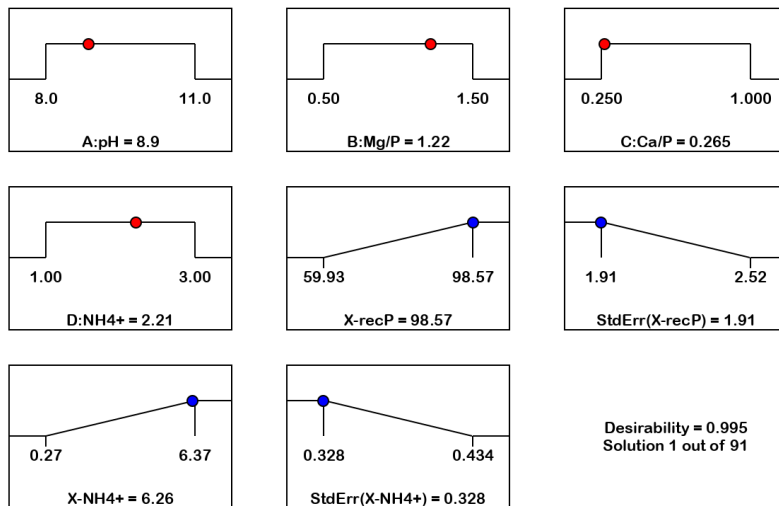 8.0 11.0
A:pH = 8.9
0.50 1.50
B:Mg/P = 1.22
0.250 1.000
C:Ca/P = 0.265
1.00 3.00
D:NH4+ = 2.21
59.93 98.57
X-recP = 98.57
1.91 2.52
StdErr(X-recP) = 1.91
0.27 6.37
X-NH4+ = 6.26
0.328 0.434
StdErr(X-NH4+) = 0.328
Desirability = 0.995
Solution 1 out of 91